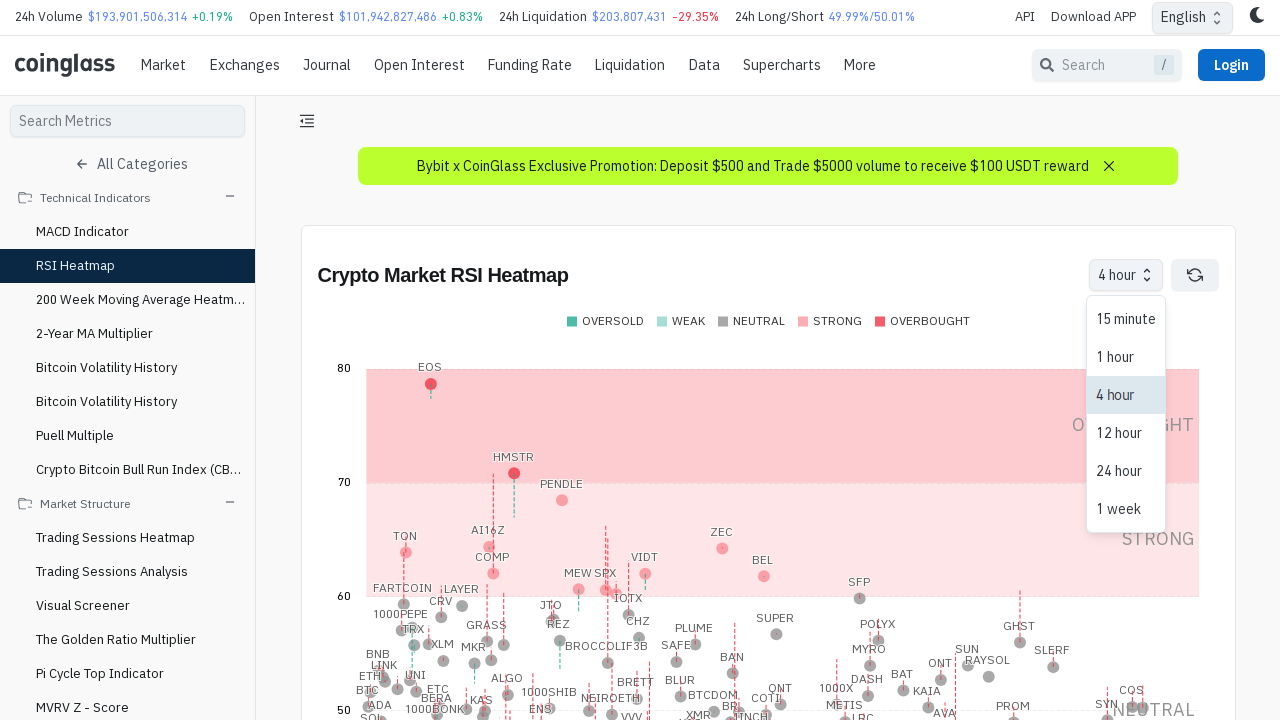 24h Volume $193,901,506,314 +0.19% Open Interest $101,942,827,486 +0.83% 24h Liquidation $203,807,431 -29.35% 24h Long/Short 49.99%/50.01% API Download APP English
coinglass Market Exchanges Journal Open Interest Funding Rate Liquidation Data Supercharts More Search / Login
Search Metrics
All Categories
Technical Indicators
MACD Indicator
RSI Heatmap
200 Week Moving Average Heatm...
2-Year MA Multiplier
Bitcoin Volatility History
Bitcoin Volatility History
Puell Multiple
Crypto Bitcoin Bull Run Index (CB...
Market Structure
Trading Sessions Heatmap
Trading Sessions Analysis
Visual Screener
The Golden Ratio Multiplier
Pi Cycle Top Indicator
MVRV Z - Score
Bybit x CoinGlass Exclusive Promotion: Deposit $500 and Trade $5000 volume to receive $100 USDT reward
Crypto Market RSI Heatmap
4 hour
15 minute
1 hour
4 hour
12 hour
24 hour
1 week
OVERSOLD WEAK NEUTRAL STRONG OVERBOUGHT
80
EOS
HMSTR
70
PENDLE
STRONG
TON
AI16Z
COMP
ZEC
VIDT
BEL
MEW SPX
60
FARTCOIN
LAYER
CRV
IOTX
SFP
1000PEPE
TRX
JTO
REZ
CHZ
SUPER
GRASS
PLUME
POLYX
GHST
XLM
MKR
BROCCOLIF3B
SAFE
BAN
MYRO
SUN
RAYSOL
SLERF
BNB
LINK
ETH
UNI
ALGO
BRETT
BLUR
DASH
BAT
ONT
BTC
ETC
BERA
1000SHIB
NEIROETH
BTCDOM
COTI
ONT
1000X
KAIA
COS
50
ADA
1000BONK
KAS
ENS
XMR
METIS
PROM
SYN
NEUTRAL